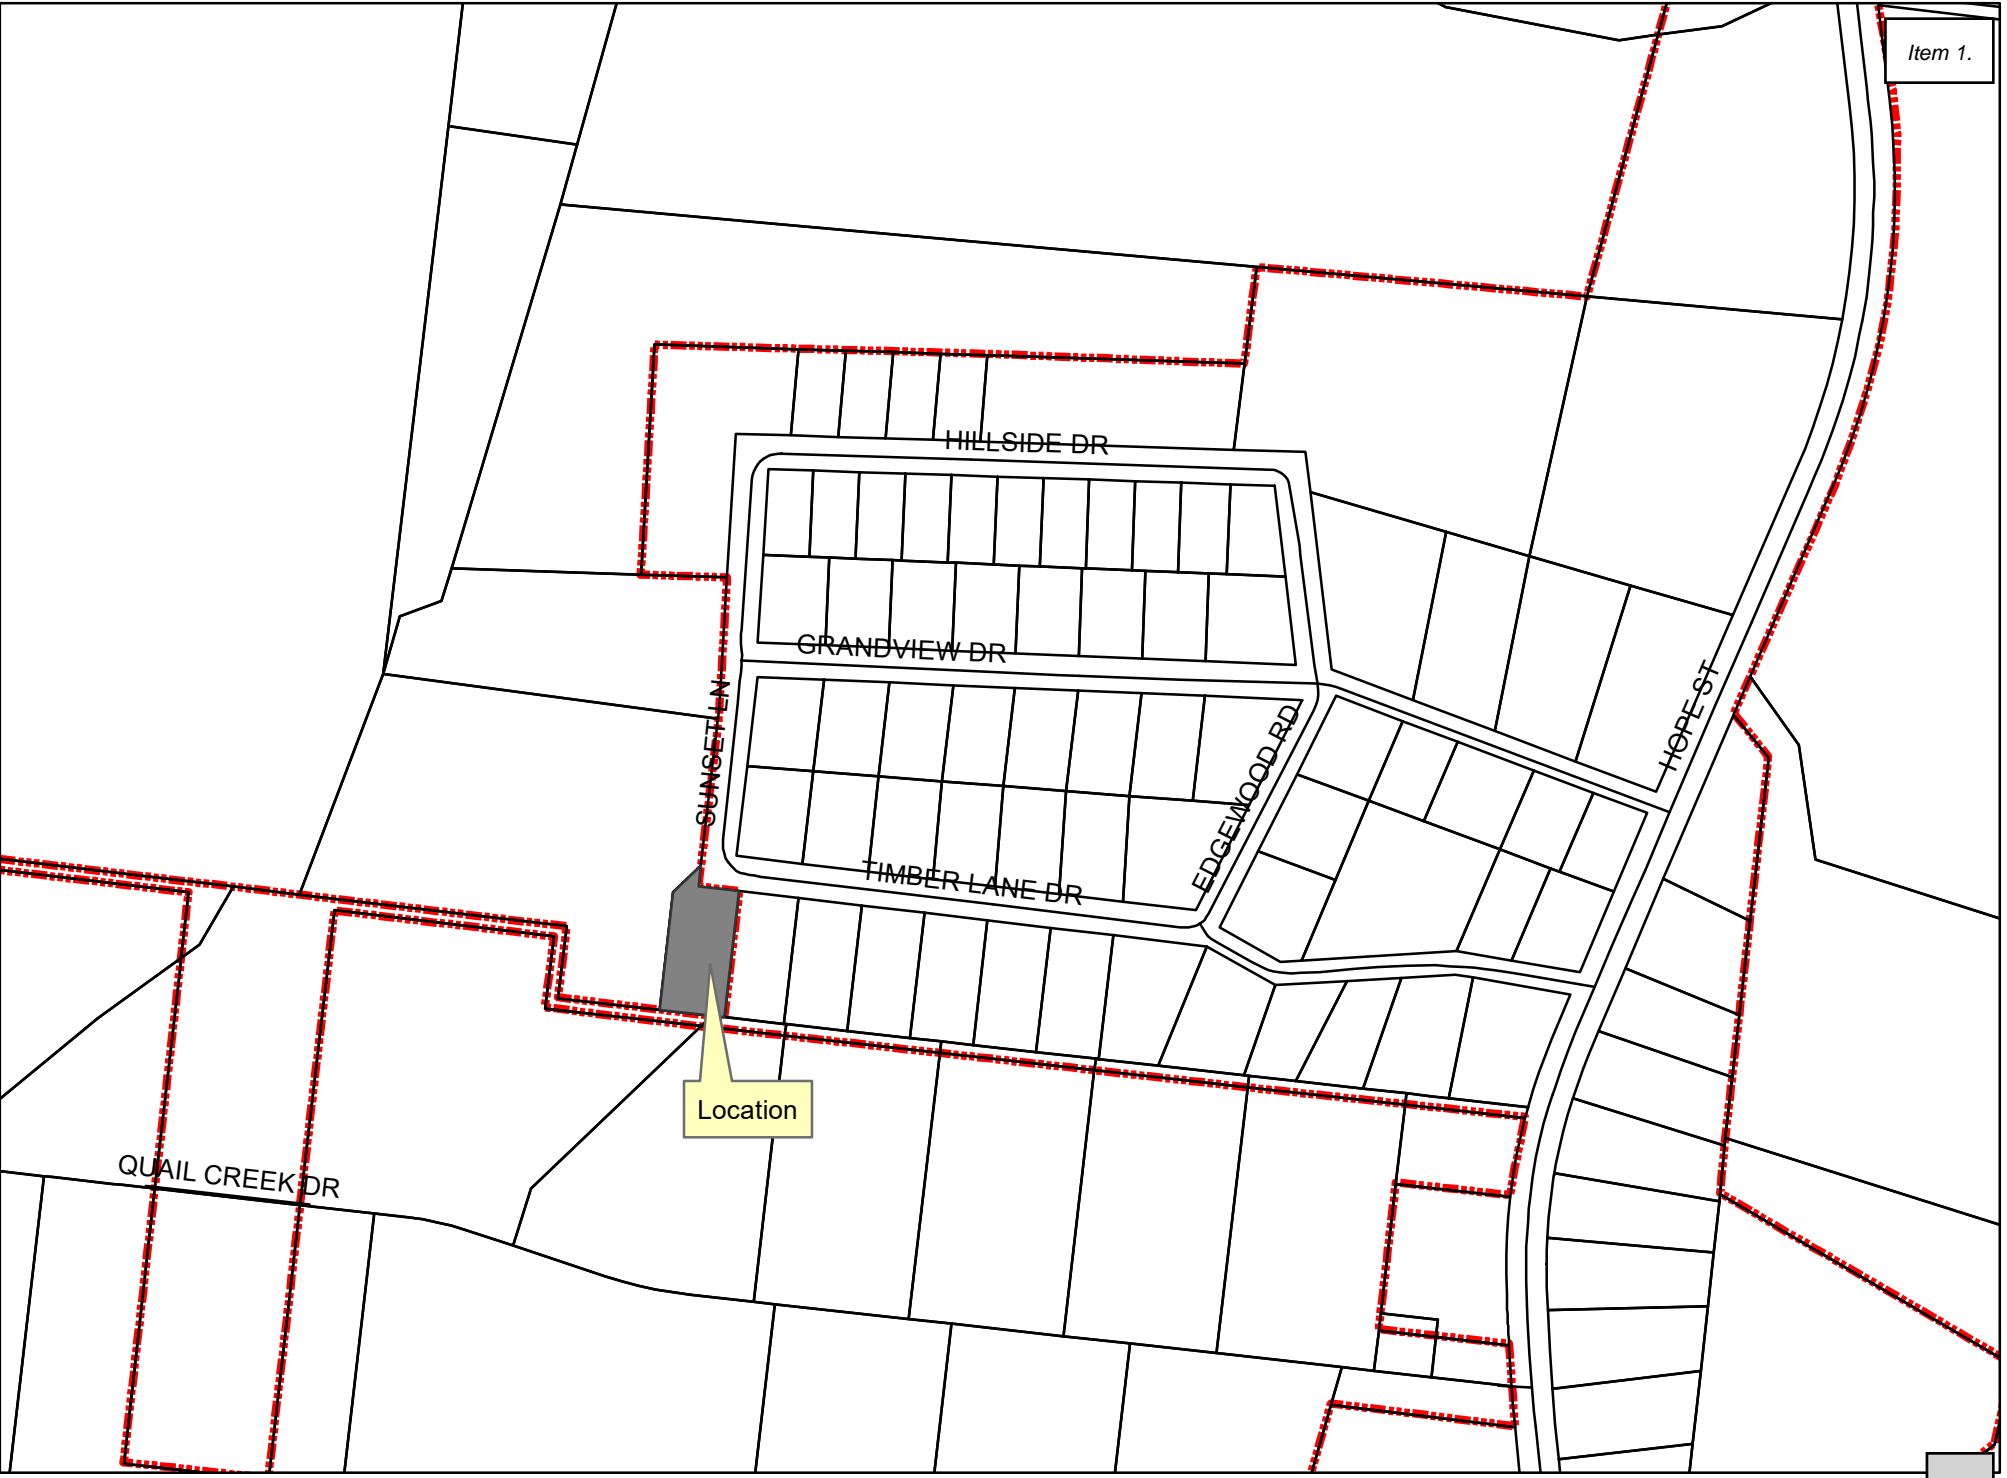 Item 1.
HILLSIDE DR
GRANDVIEW DR
SUNSET LN
HOPE ST
EDGEWOOD RD
TIMBER LANE DR
Location
QUAIL CREEK DR